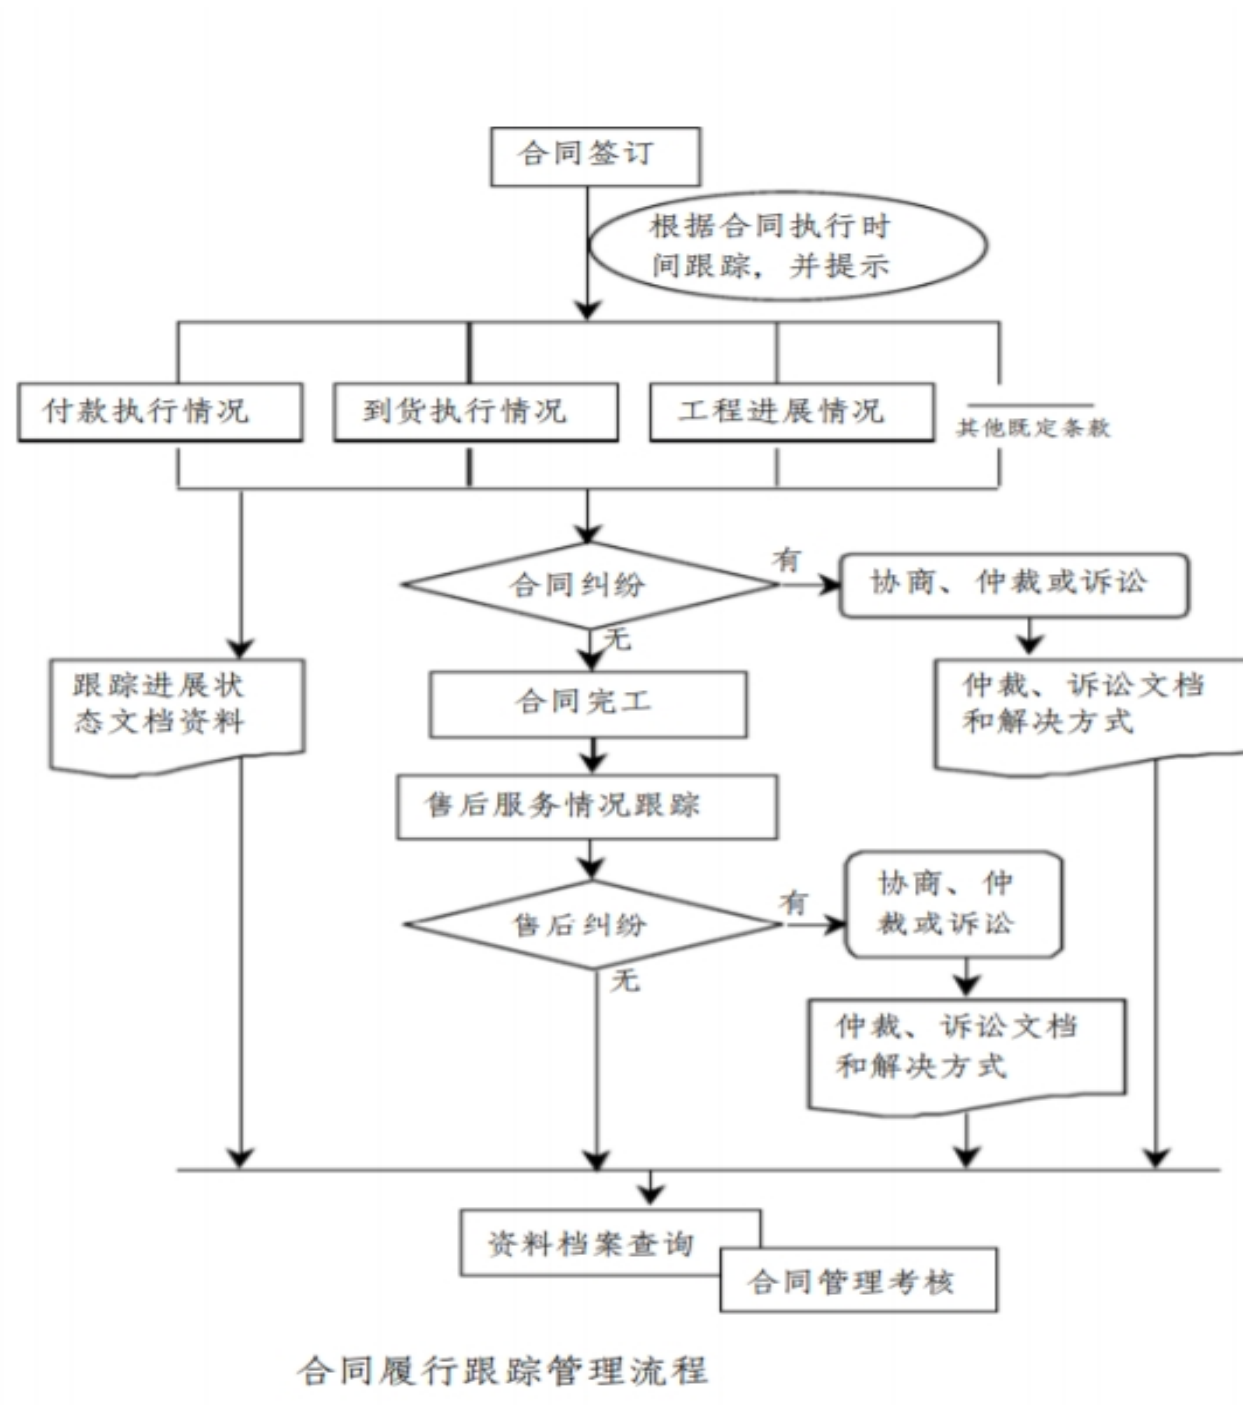 合同签订
根据合同执行时
间跟踪，并提示
付款执行情况
到货执行情况
工程进展情况
其他既定条款
合同纠纷
有
协商、仲裁或诉讼
无
跟踪进展状
态文档资料
合同完工
仲裁、诉讼文档
和解决方式
售后服务情况跟踪
售后纠纷
有
协商、仲
裁或诉讼
无
仲裁、诉讼文档
和解决方式
资料档案查询
合同管理考核
合同履行跟踪管理流程